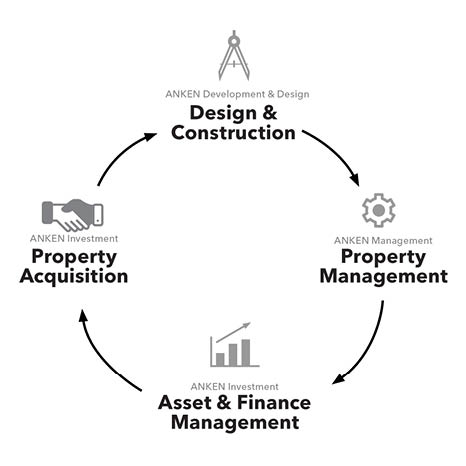 ANKEN Development & Design
Design &
Construction
ANKEN Investment
Property
Acquisition
ANKEN Management
Property
Management
ANKEN Investment
Asset & Finance
Management